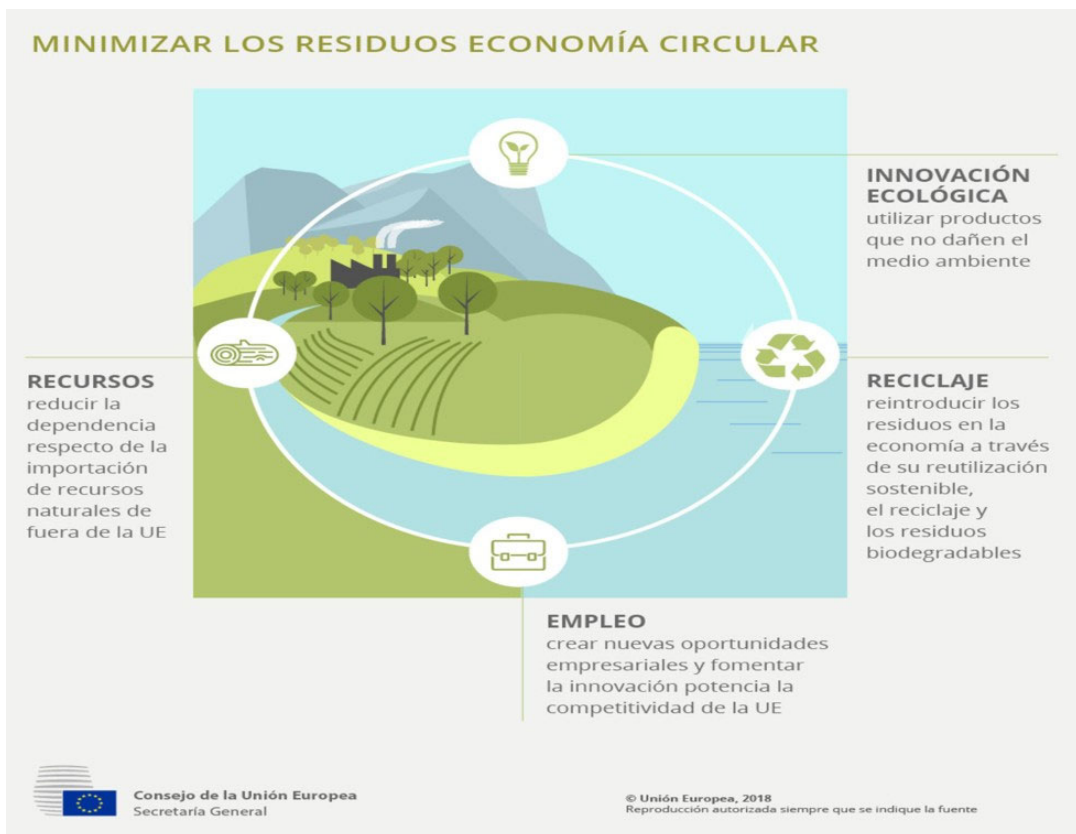 MINIMIZAR LOS RESIDUOS ECONOMÍA CIRCULAR
INNOVACIÓN
ECOLÓGICA
utilizar productos
que no dañen el
medio ambiente
RECURSOS
reducir la
dependencia
respecto de la
importación
de recursos
naturales de
fuera de la UE
RECICLAJE
reintroducir los
residuos en la
economía a través
de su reutilización
sostenible,
el reciclaje y
los residuos
biodegradables
EMPLEO
crear nuevas oportunidades
empresariales y fomentar
la innovación potencia la
competitividad de la UE
Consejo de la Unión Europea
Secretaría General
© Unión Europea, 2018
Reproducción autorizada siempre que se indique la fuente